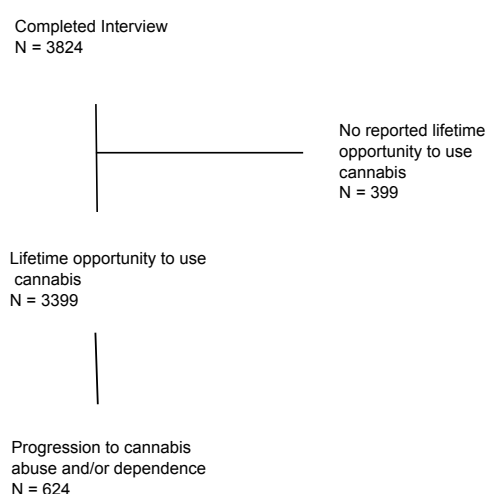 Completed Interview
N = 3824
No reported lifetime
opportunity to use
cannabis
N = 399
Lifetime opportunity to use
cannabis
N = 3399
Progression to cannabis
abuse and/or dependence
N = 624